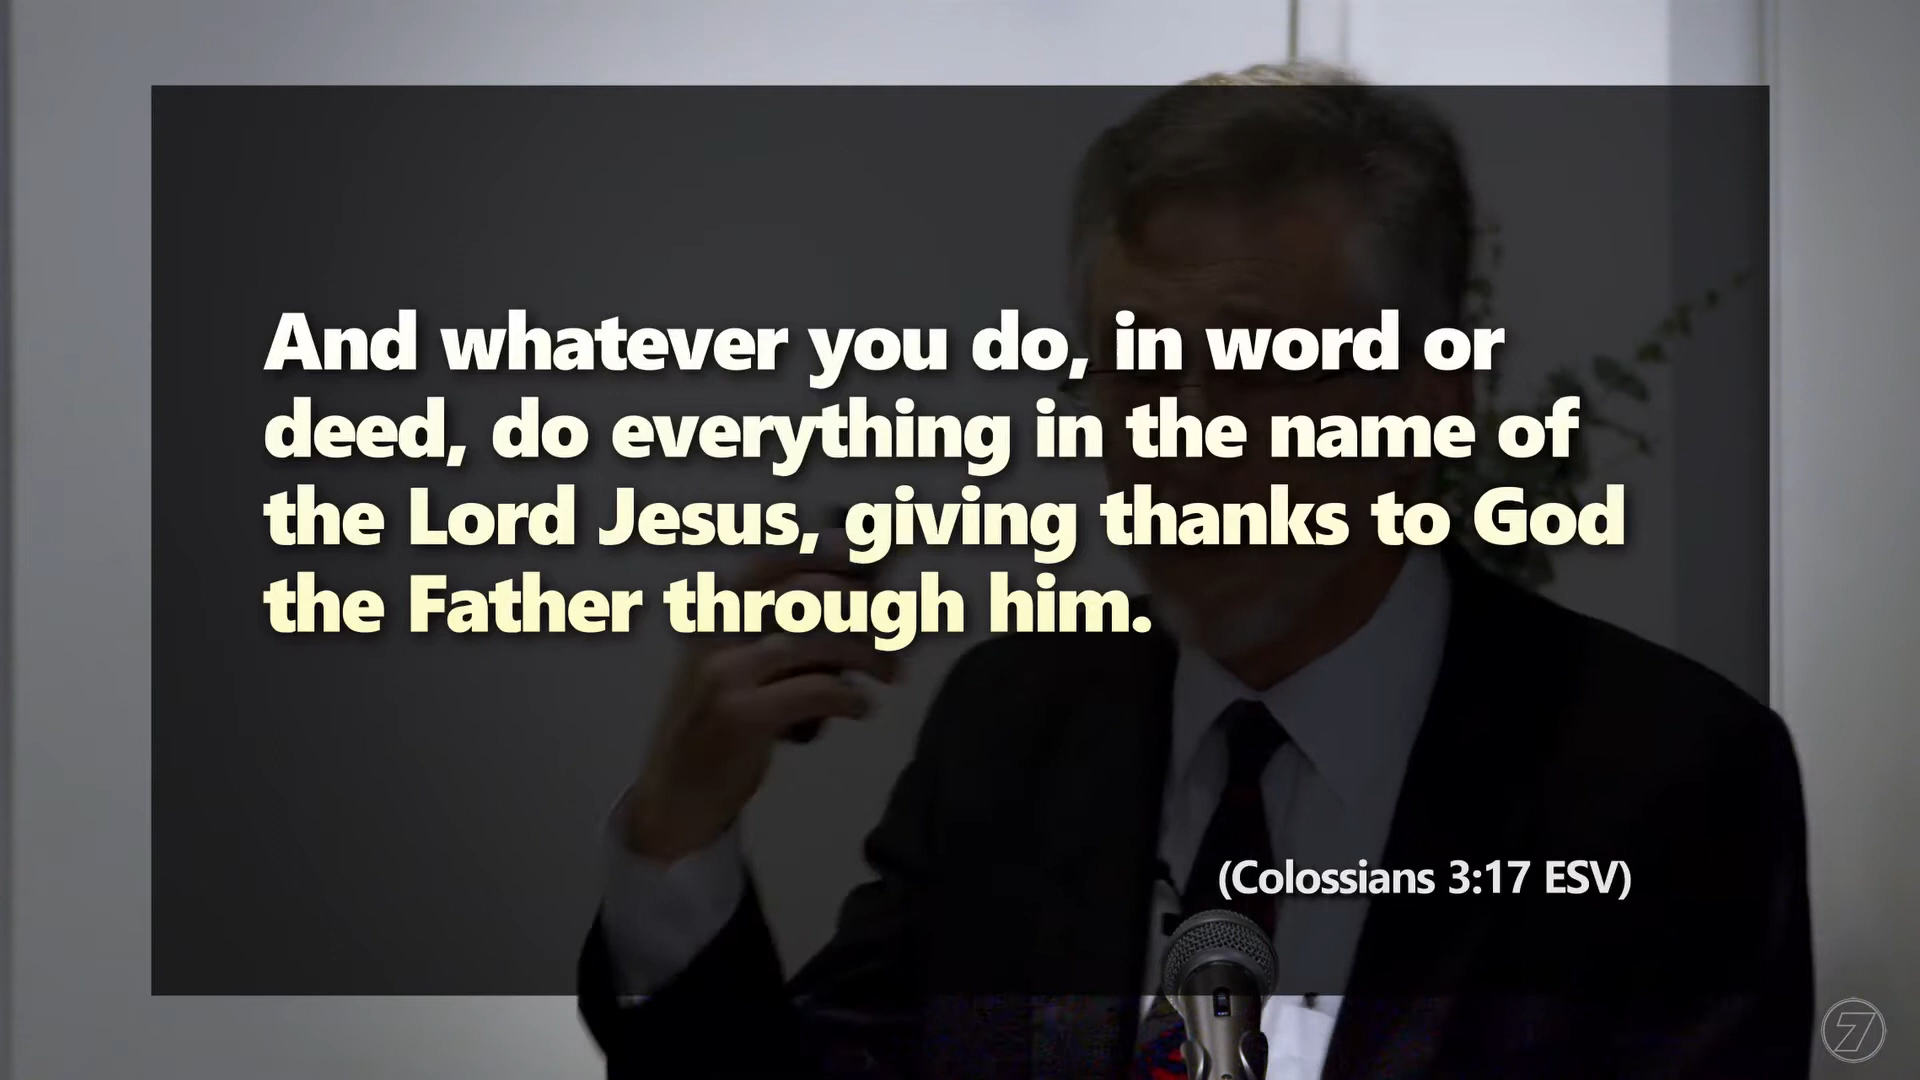 And whatever you do, in word or
deed, do everything in the name of
the Lord Jesus, giving thanks to God
the Father through him.
(Colossians 3:17 ESV)